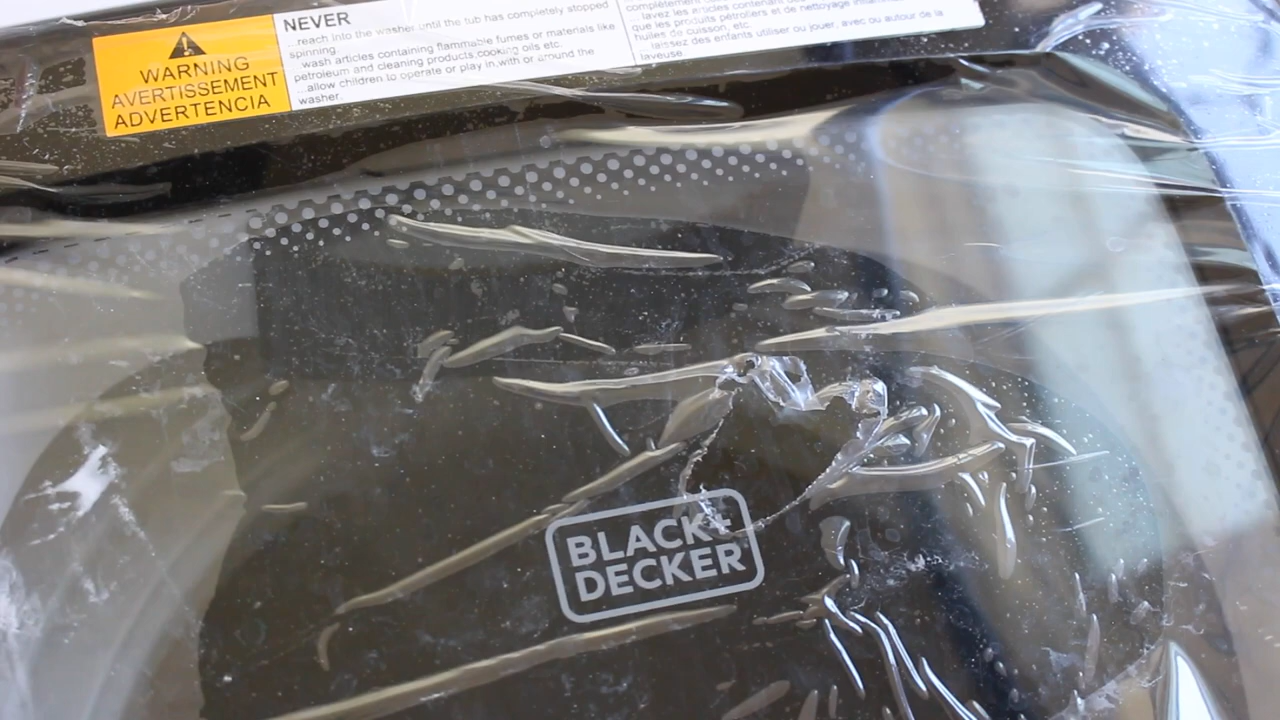 WARNING
AVERTISSEMENT
ADVERTENCIA
NEVER
...reach into the washer until the tub has completely stopped
spinning.
...wash articles containing flammable fumes or materials like
petroleum and cleaning products,cooking oils etc.
...allow children to operate or play in,with or around the
washer.
... lavez les articles contenant des
que les produits pétroliers et de nettoyage
huiles de cuisson, etc.
... laissez des enfants utiliser ou jouer, avec ou autour de la
laveuse.
BLACK+
DECKER